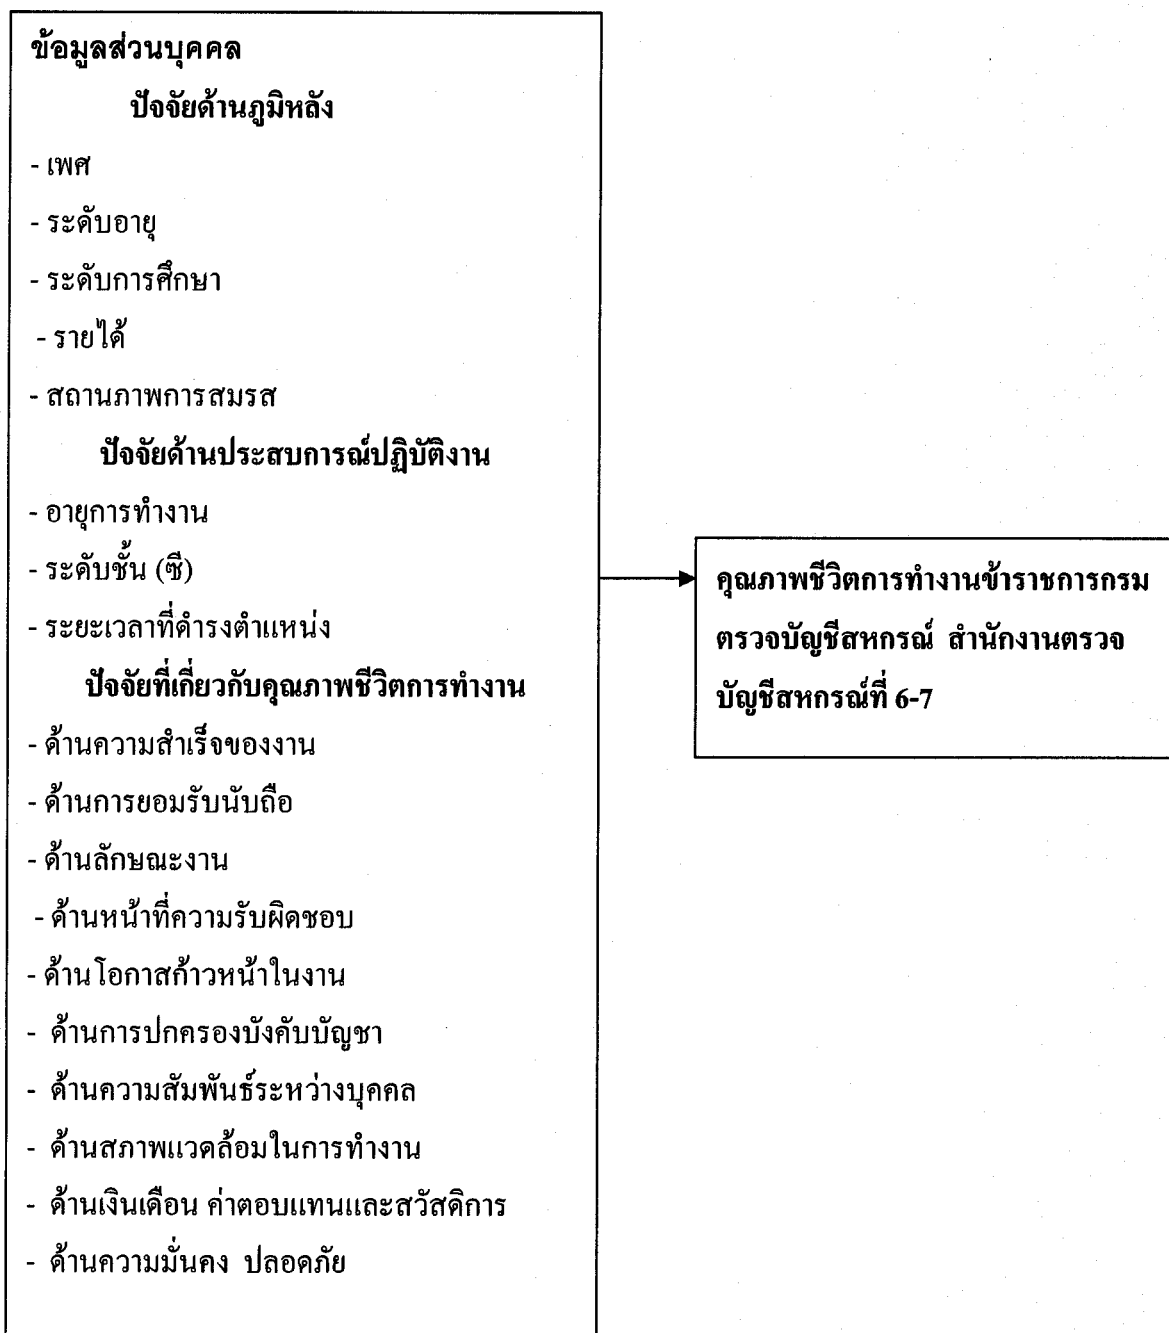 ข้อมูลส่วนบุคคล
ปัจจัยด้านภูมิหลัง
- เพศ
- ระดับอายุ
- ระดับการศึกษา
- รายได้
- สถานภาพการสมรส
ปัจจัยด้านประสบการณ์ปฏิบัติงาน
- อายุการทำงาน
- ระดับชั้น (ซี)
- ระยะเวลาที่ดำรงตำแหน่ง
ปัจจัยที่เกี่ยวกับคุณภาพชีวิตการทำงาน
- ด้านความสำเร็จของงาน
- ด้านการยอมรับนับถือ
- ด้านลักษณะงาน
- ด้านหน้าที่ความรับผิดชอบ
- ด้านโอกาสก้าวหน้าในงาน
- ด้านการปกครองบังคับบัญชา
- ด้านความสัมพันธ์ระหว่างบุคคล
- ด้านสภาพแวดล้อมในการทำงาน
- ด้านเงินเดือน ค่าตอบแทนและสวัสดิการ
- ด้านความมั่นคง ปลอดภัย
คุณภาพชีวิตการทำงานข้าราชการกรม
ตรวจบัญชีสหกรณ์ สำนักงานตรวจ
บัญชีสหกรณ์ที่ 6-7